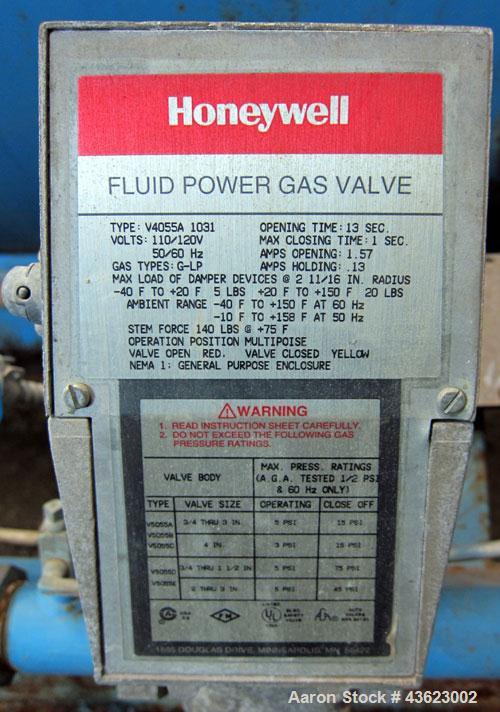 Honeywell
FLUID POWER GAS VALVE
TYPE: V4055A 1031 OPENING TIME: 13 SEC.
VOLTS: 110/120V MAX CLOSING TIME: 1 SEC.
50/60 Hz AMPS OPENING: 1.57
GAS TYPES: G-LP AMPS HOLDING: .13
MAX LOAD OF DAMPER DEVICES @ 2 11/16 IN. RADIUS
-40 F TO +20 F 5 LBS +20 F TO +150 F 20 LBS
AMBIENT RANGE -40 F TO +150 F AT 60 Hz
-10 F TO +158 F AT 50 Hz
STEM FORCE 140 LBS @ +75 F
OPERATION POSITION MULTIPOISE
VALVE OPEN RED. VALVE CLOSED YELLOW
NEMA 1: GENERAL PURPOSE ENCLOSURE
WARNING
1. READ INSTRUCTION SHEET CAREFULLY.
2. DO NOT EXCEED THE FOLLOWING GAS
PRESSURE RATINGS.
VALVE BODY MAX. PRESS. RATINGS
(A.G.A. TESTED 1/2 PSI
& 60 Hz ONLY)
TYPE VALVE SIZE OPERATING CLOSE OFF
V5055A 3/4 THRU 3 IN. 5 PSI 15 PSI
V5055B
V5055C 4 IN. 3 PSI 15 PSI
V5055D 3/4 THRU 1 1/2 IN 5 PSI 75 PSI
V5055E 2 THRU 3 IN. 5 PSI 45 PSI
UL
1885 DOUGLAS DRIVE, MINNEAPOLIS, MN 55422
Aaron Stock # 43623002